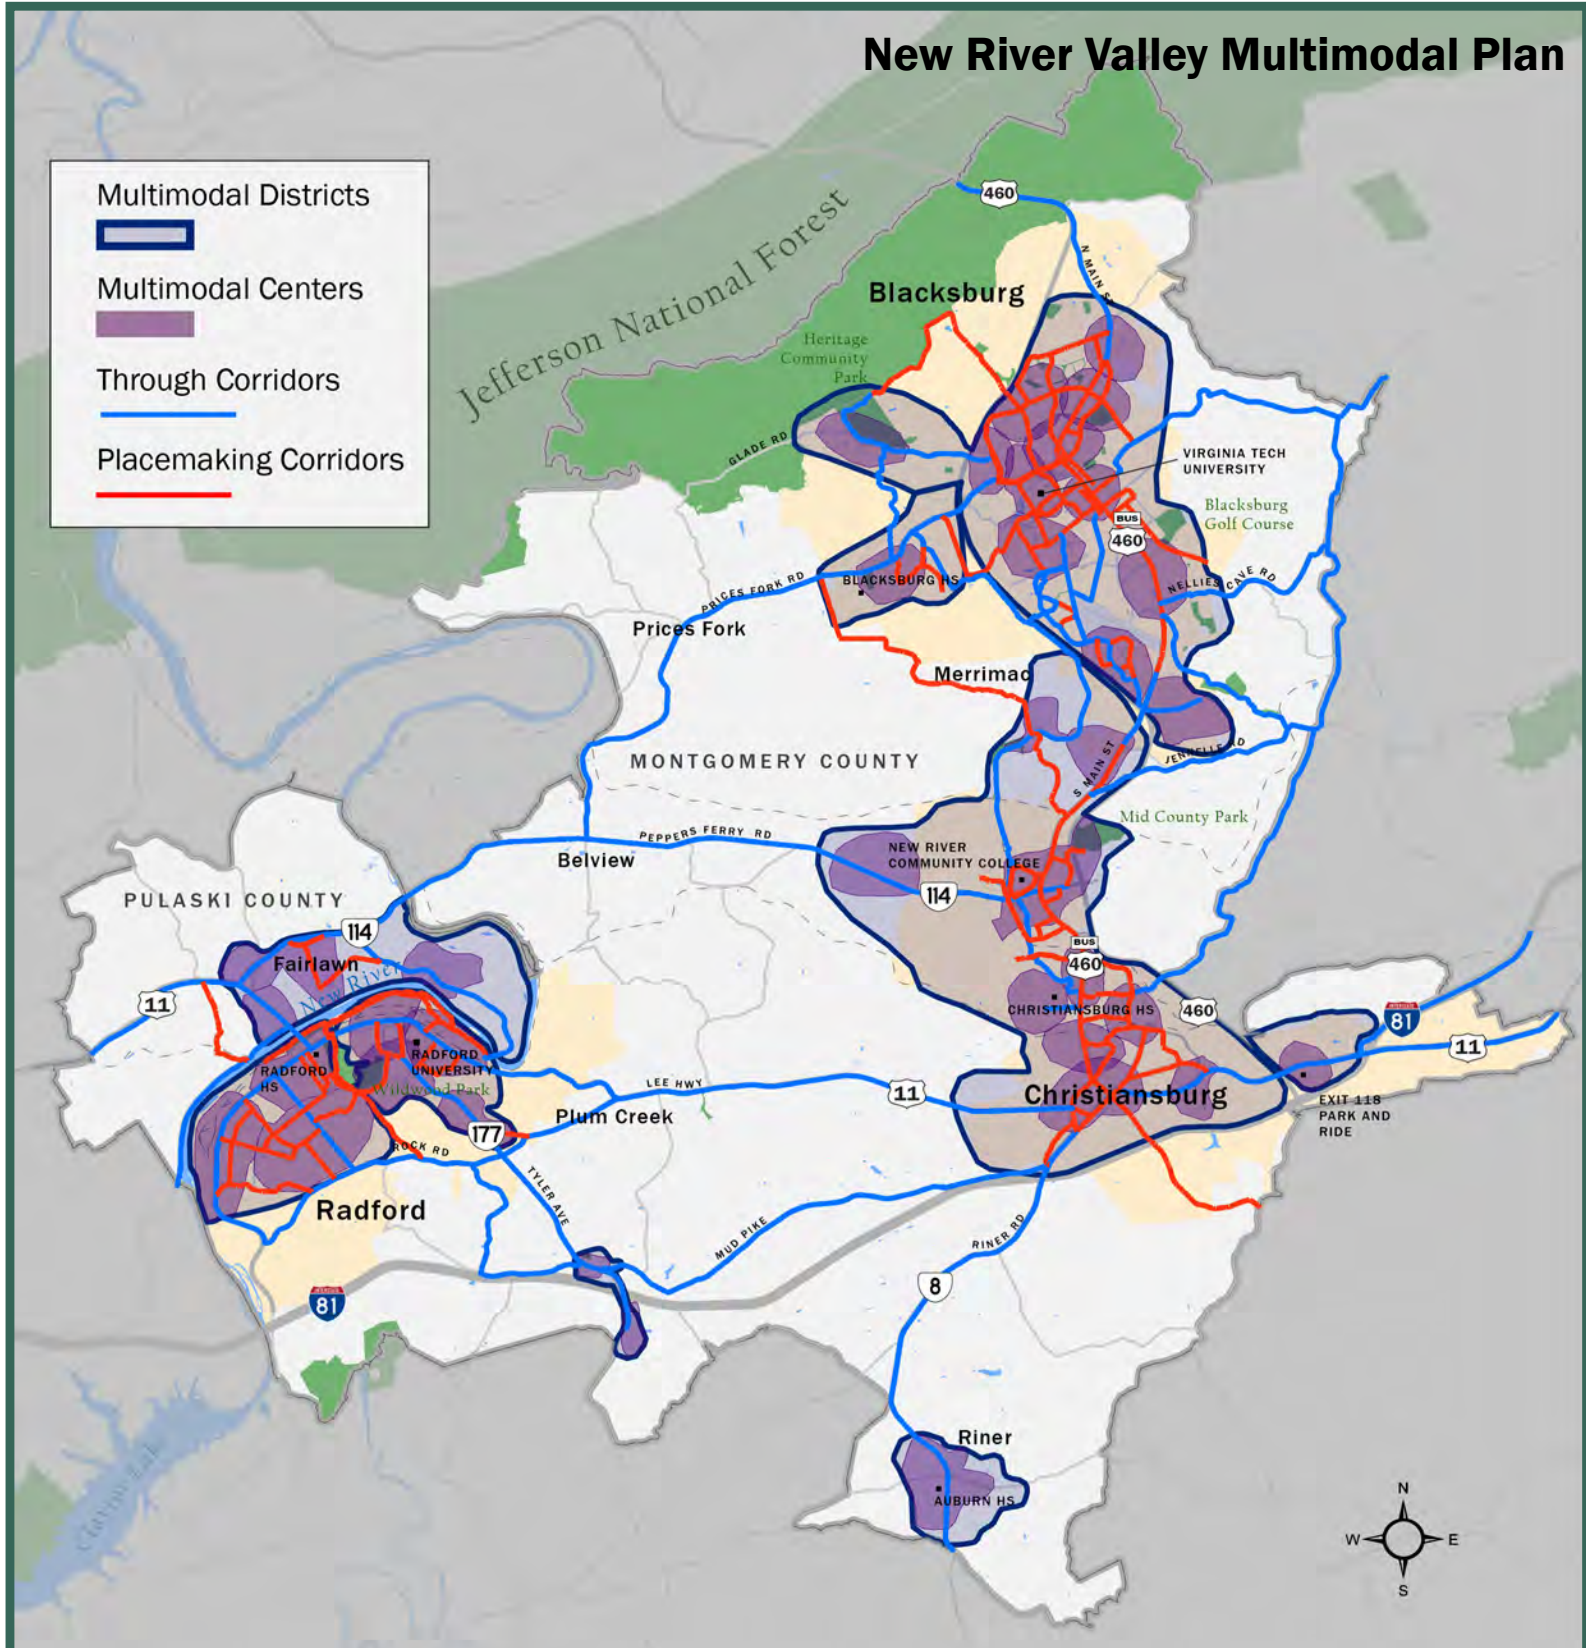 New River Valley Multimodal Plan
Multimodal Districts
Multimodal Centers
Through Corridors
Placemaking Corridors
Jefferson National Forest
460
N MAIN ST
Blacksburg
Heritage
Community
Park
GLADE RD
VIRGINIA TECH
UNIVERSITY
Blacksburg
Golf Course
BUS
460
NELLIES CAVE RD
BLACKSBURG HS
PRICES FORK RD
Prices Fork
Merrimac
MONTGOMERY COUNTY
S MAIN ST
JENNELLE RD
Mid County Park
PEPPERS FERRY RD
Belview
NEW RIVER
COMMUNITY COLLEGE
114
PULASKI COUNTY
114
Fairlawn
New River
11
BUS
460
CHRISTIANSBURG HS
460
81
11
RADFORD
HS
RADFORD
UNIVERSITY
Wildwood Park
LEE HWY
11
Plum Creek
Christiansburg
EXIT 118
PARK AND
RIDE
177
ROCK RD
TYLER AVE
Radford
MUD PIKE
RINER RD
8
81
Riner
AUBURN HS
Claytor Lake
N
W
E
S